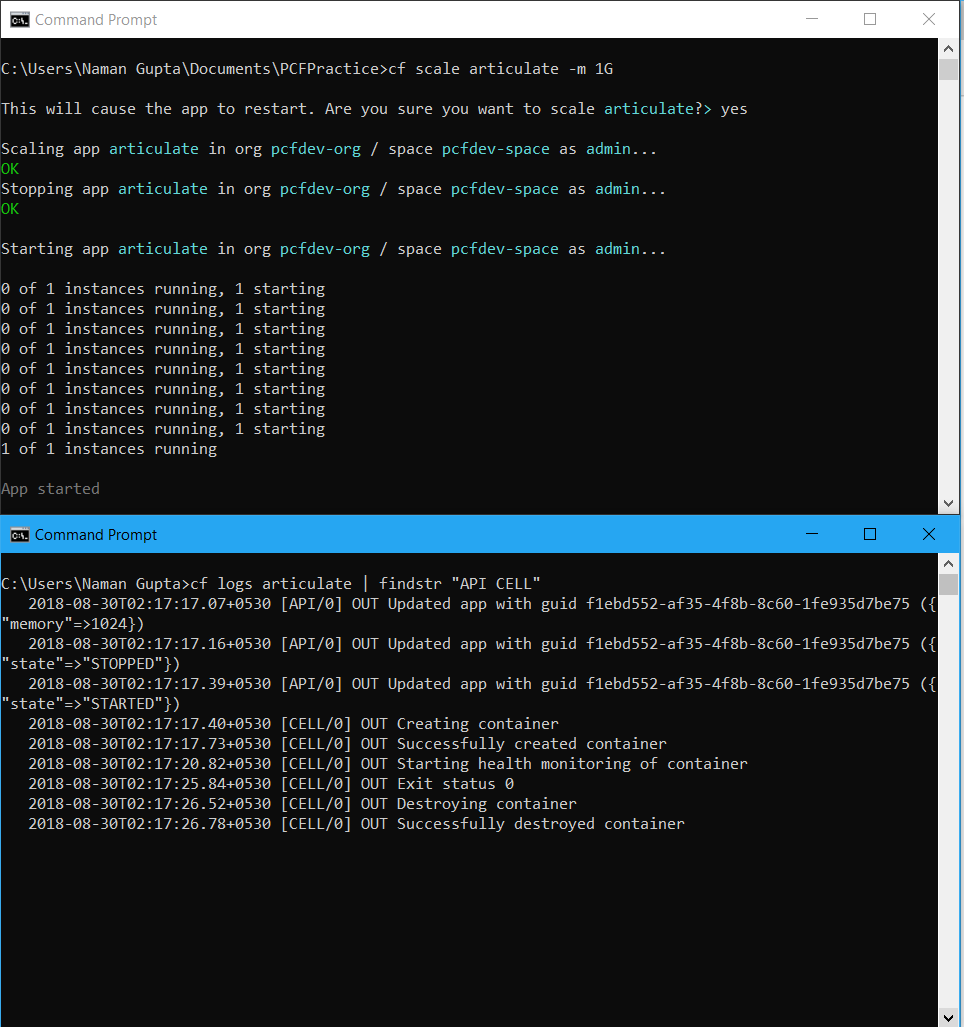 Command Prompt
C:\Users\Naman Gupta\Documents\PCFPractice>cf scale articulate -m 1G
This will cause the app to restart. Are you sure you want to scale articulate?> yes
Scaling app articulate in org pcfdev-org / space pcfdev-space as admin...
OK
Stopping app articulate in org pcfdev-org / space pcfdev-space as admin...
OK
Starting app articulate in org pcfdev-org / space pcfdev-space as admin...
0 of 1 instances running, 1 starting
0 of 1 instances running, 1 starting
0 of 1 instances running, 1 starting
0 of 1 instances running, 1 starting
0 of 1 instances running, 1 starting
0 of 1 instances running, 1 starting
0 of 1 instances running, 1 starting
0 of 1 instances running, 1 starting
1 of 1 instances running
App started
Command Prompt
C:\Users\Naman Gupta>cf logs articulate | findstr "API CELL"
2018-08-30T02:17:17.07+0530 [API/0] OUT Updated app with guid f1ebd552-af35-4f8b-8c60-1fe935d7be75 ({
"memory"=>1024})
2018-08-30T02:17:17.16+0530 [API/0] OUT Updated app with guid f1ebd552-af35-4f8b-8c60-1fe935d7be75 ({
"state"=>"STOPPED"})
2018-08-30T02:17:17.39+0530 [API/0] OUT Updated app with guid f1ebd552-af35-4f8b-8c60-1fe935d7be75 ({
"state"=>"STARTED"})
2018-08-30T02:17:17.40+0530 [CELL/0] OUT Creating container
2018-08-30T02:17:17.73+0530 [CELL/0] OUT Successfully created container
2018-08-30T02:17:20.82+0530 [CELL/0] OUT Starting health monitoring of container
2018-08-30T02:17:25.84+0530 [CELL/0] OUT Exit status 0
2018-08-30T02:17:26.52+0530 [CELL/0] OUT Destroying container
2018-08-30T02:17:26.78+0530 [CELL/0] OUT Successfully destroyed container